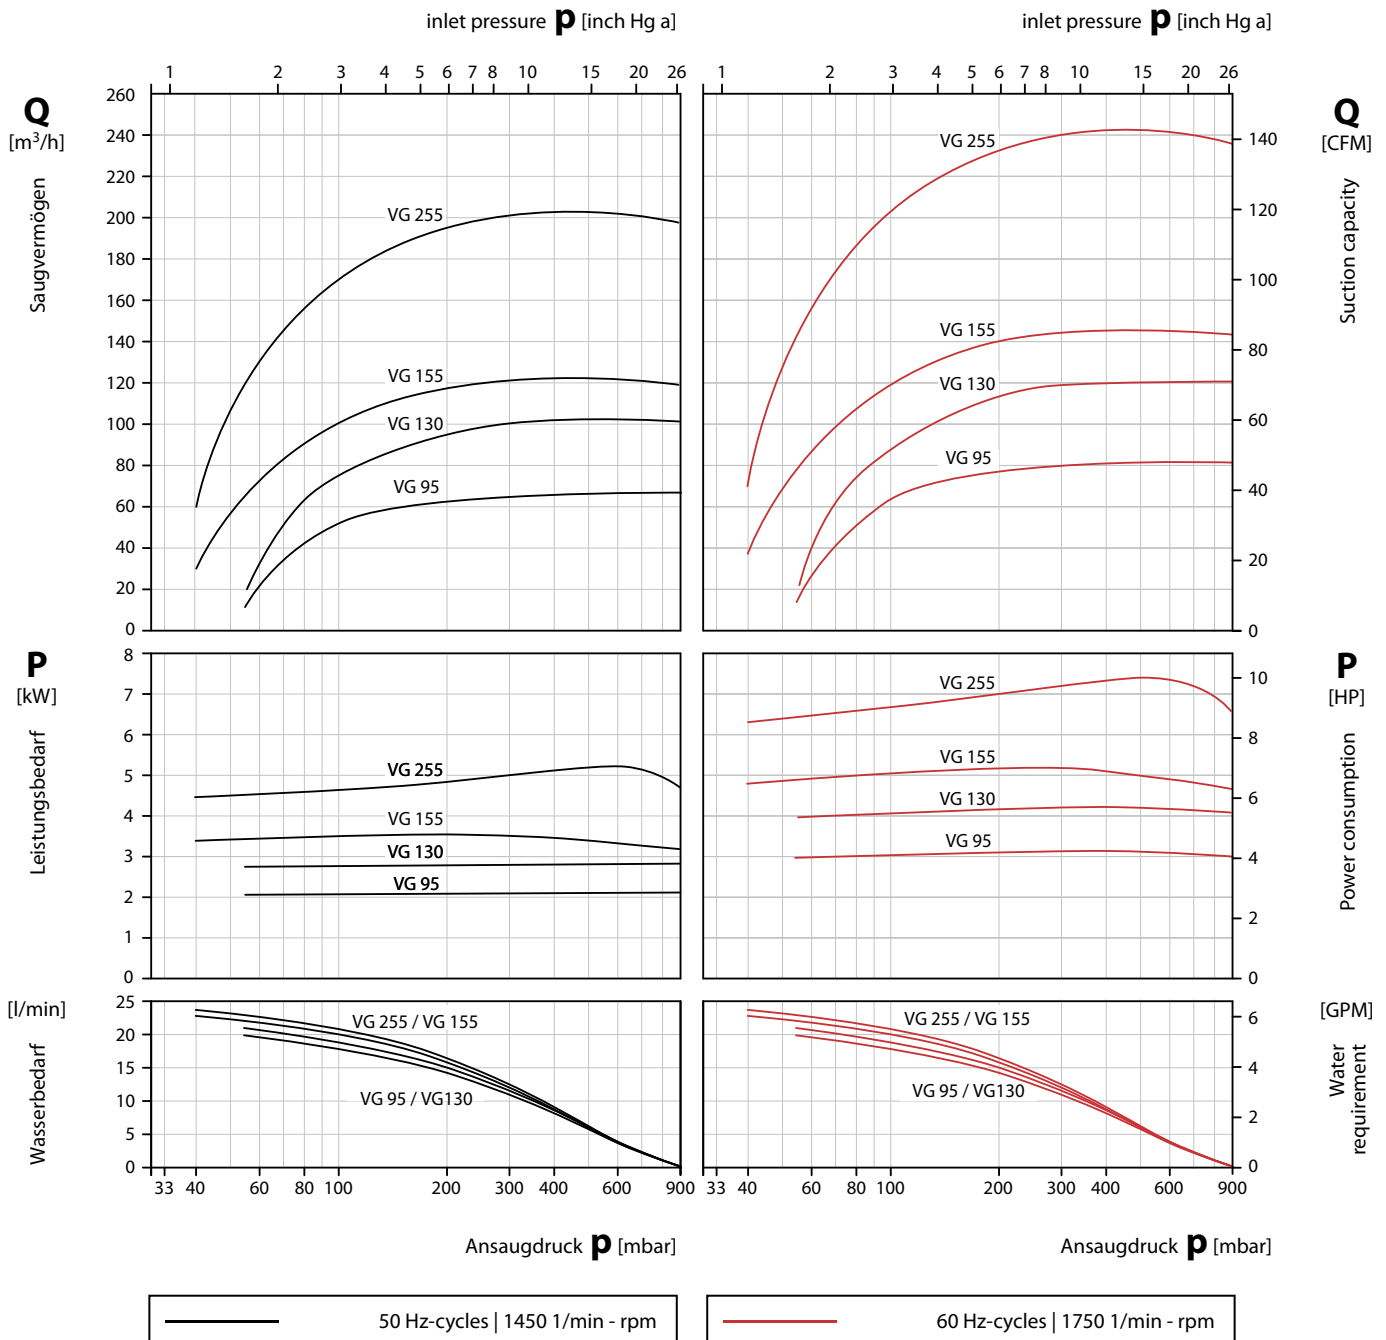 inlet pressure p [inch Hg a]
inlet pressure p [inch Hg a]
1 2 3 4 5 6 7 8 10 15 20 26
1 2 3 4 5 6 7 8 10 15 20 26
Q
[m³/h]
Saugvermögen
260
240
220
200
180
160
140
120
100
80
60
40
20
0
VG 255
VG 155
VG 130
VG 95
VG 255
VG 155
VG 130
VG 95
140
120
100
80
60
40
20
0
Q
[CFM]
Suction capacity
P
[kW]
Leistungsbedarf
8
7
6
5
4
3
2
1
0
VG 255
VG 155
VG 130
VG 95
VG 255
VG 155
VG 130
VG 95
10
8
6
4
2
0
P
[HP]
Power consumption
[l/min]
Wasserbedarf
25
20
15
10
5
0
VG 255 / VG 155
VG 95 / VG130
VG 255 / VG 155
VG 95 / VG130
6
4
2
0
[GPM]
Water
requirement
33 40 60 80 100 200 300 400 600 900
33 40 60 80 100 200 300 400 600 900
Ansaugdruck p [mbar]
Ansaugdruck p [mbar]
50 Hz-cycles | 1450 1/min - rpm
60 Hz-cycles | 1750 1/min - rpm